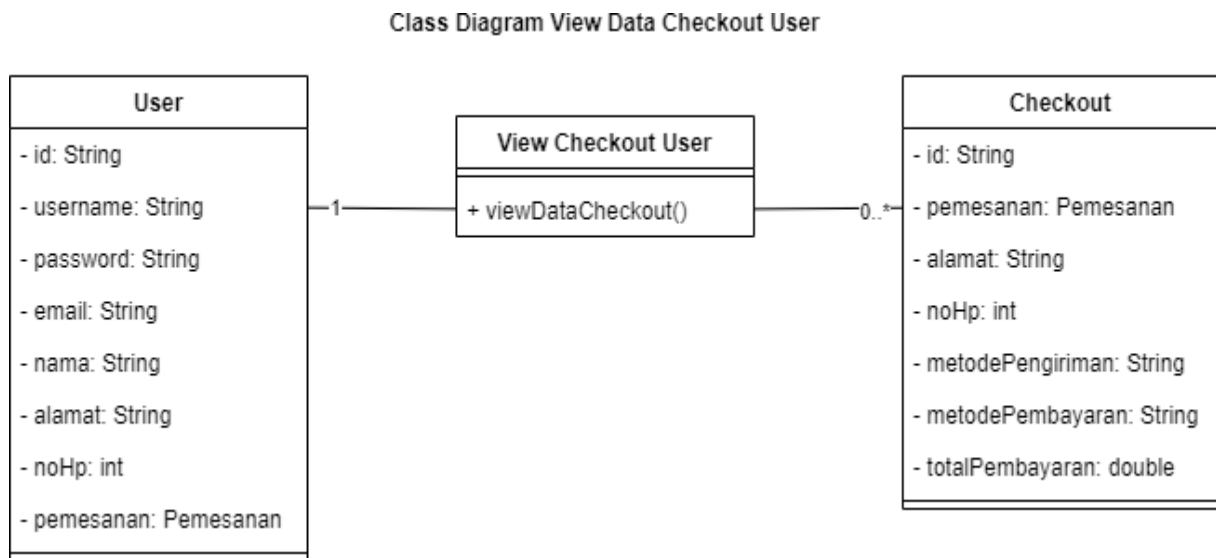 Class Diagram View Data Checkout User
User
- id: String
- username: String
- password: String
- email: String
- nama: String
- alamat: String
- noHp: int
- pemesanan: Pemesanan
1
View Checkout User
+ viewDataCheckout()
0..*
Checkout
- id: String
- pemesanan: Pemesanan
- alamat: String
- noHp: int
- metodePengiriman: String
- metodePembayaran: String
- totalPembayaran: double